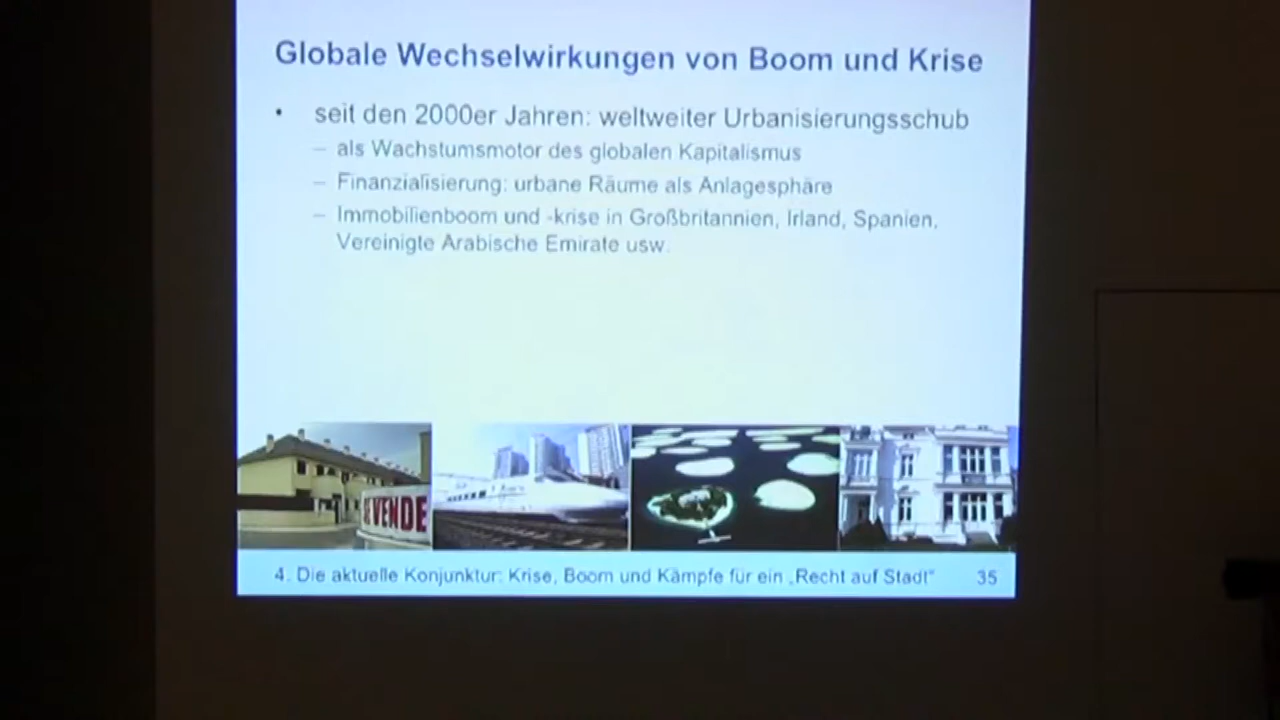 Globale Wechselwirkungen von Boom und Krise
• seit den 2000er Jahren: weltweiter Urbanisierungsschub
– als Wachstumsmotor des globalen Kapitalismus
– Finanzialisierung: urbane Räume als Anlagesphäre
– Immobilienboom und -krise in Großbritannien, Irland, Spanien,
Vereinigte Arabische Emirate usw.
SE VENDE
4. Die aktuelle Konjunktur: Krise, Boom und Kämpfe für ein „Recht auf Stadt“ 35